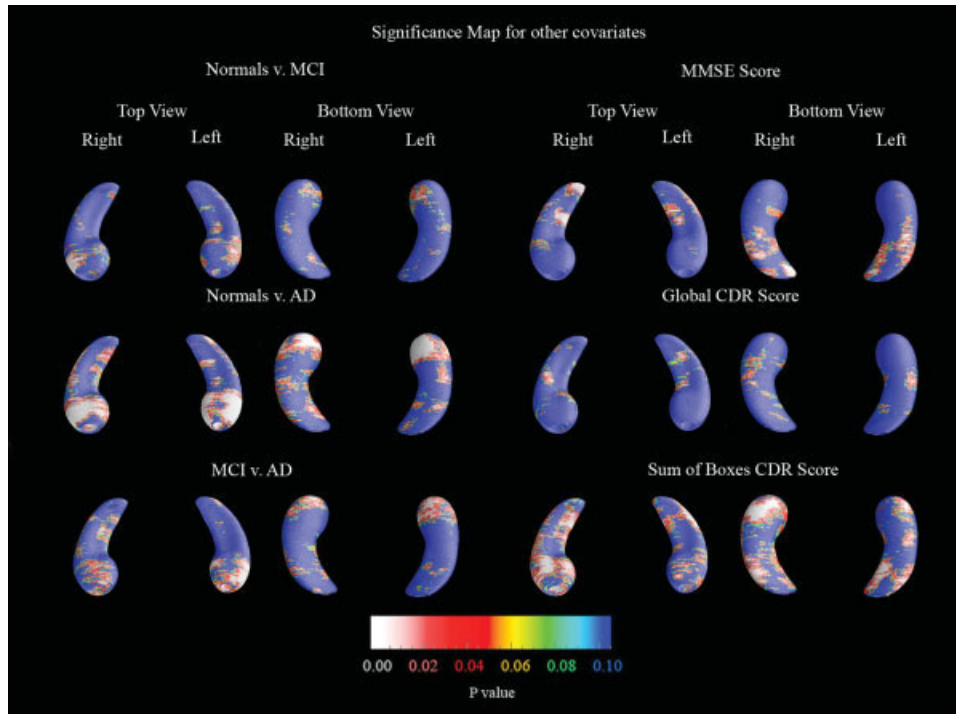 Significance Map for other covariates
Normals v. MCI
MMSE Score
Top View
Bottom View
Top View
Bottom View
Right
Left
Right
Left
Right
Left
Right
Left
Normals v. AD
Global CDR Score
MCI v. AD
Sum of Boxes CDR Score
0.00 0.02 0.04 0.06 0.08 0.10
P value